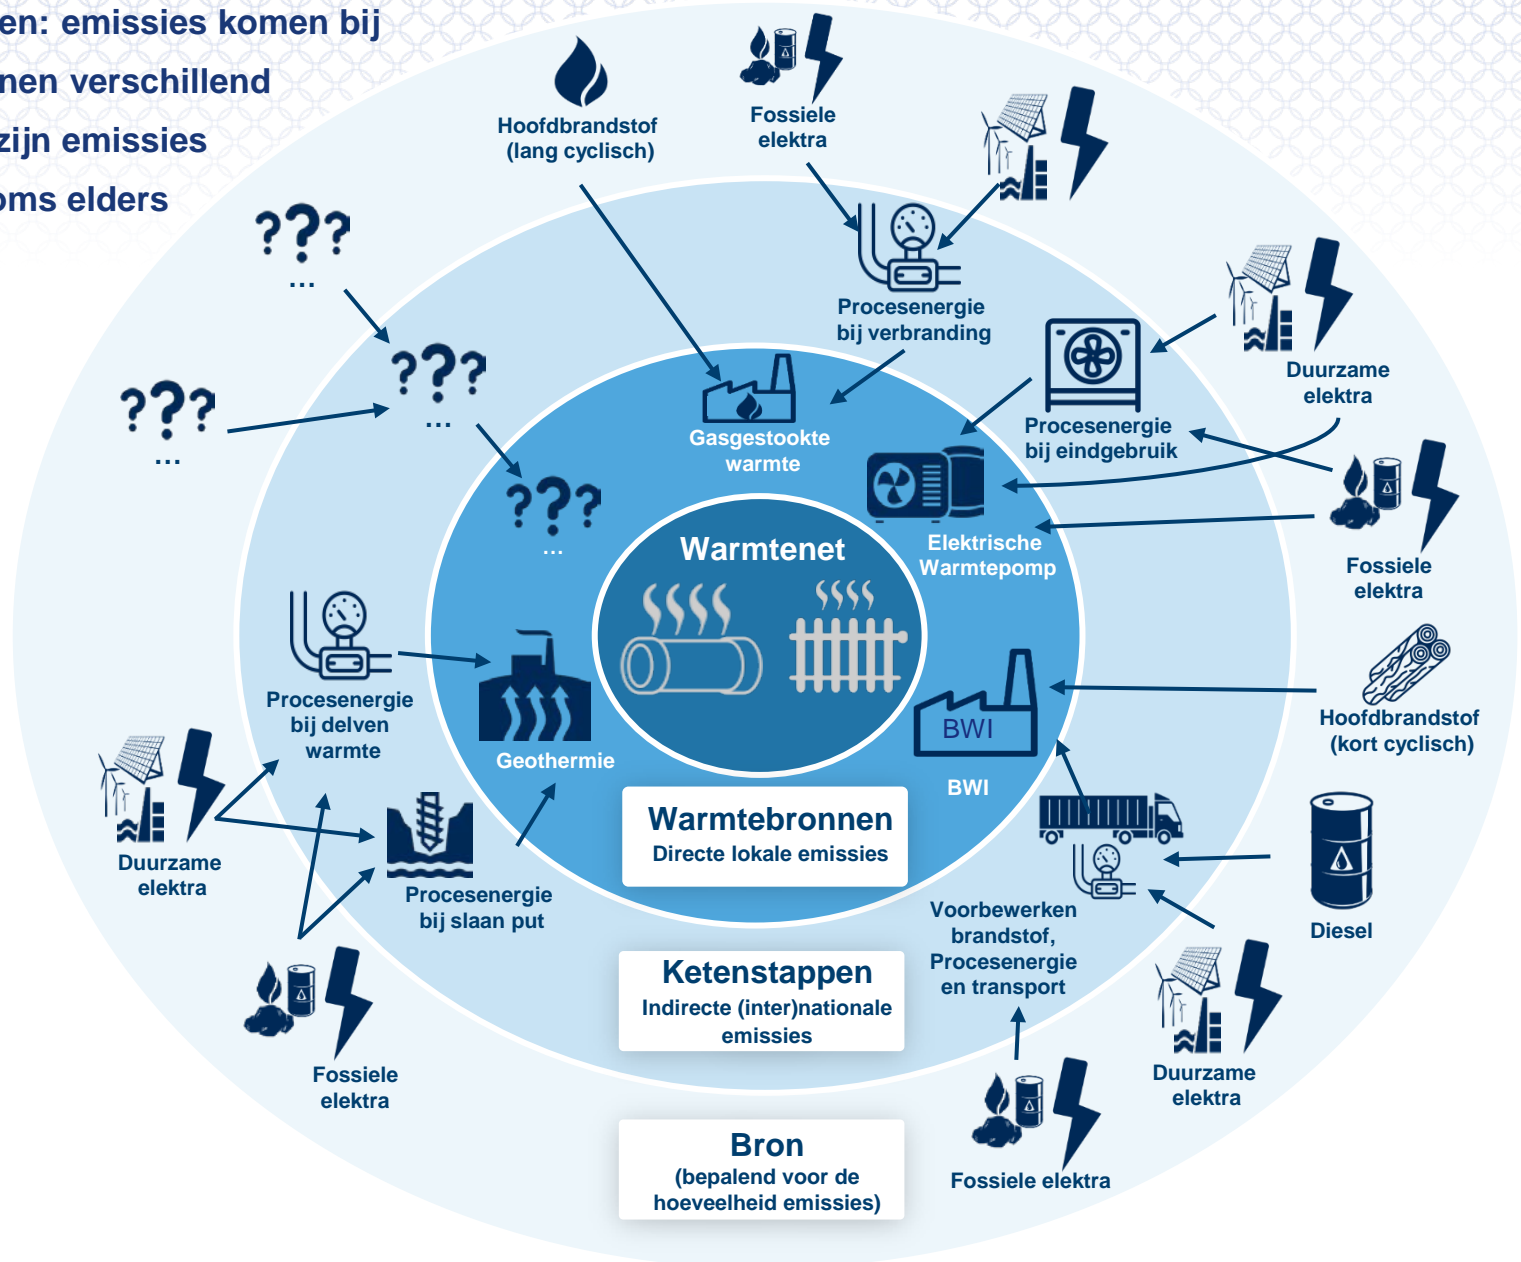 en: emissies komen bij
nen verschillend
zijn emissies
oms elders
Hoofdbrandstof
(lang cyclisch)
Fossiele
elektra
???
...
???
...
???
...
???
...
Procesenergie
bij verbranding
Duurzame
elektra
Procesenergie
bij eindgebruik
Gasgestookte
warmte
Elektrische
Warmtepomp
Fossiele
elektra
Warmtenet
Procesenergie
bij delven
warmte
Geothermie
BWI
BWI
Hoofdbrandstof
(kort cyclisch)
Warmtebronnen
Directe lokale emissies
Duurzame
elektra
Procesenergie
bij slaan put
Voorbewerken
brandstof,
Procesenergie
en transport
Diesel
Ketenstappen
Indirecte (inter)nationale
emissies
Fossiele
elektra
Duurzame
elektra
Bron
(bepalend voor de
hoeveelheid emissies)
Fossiele elektra